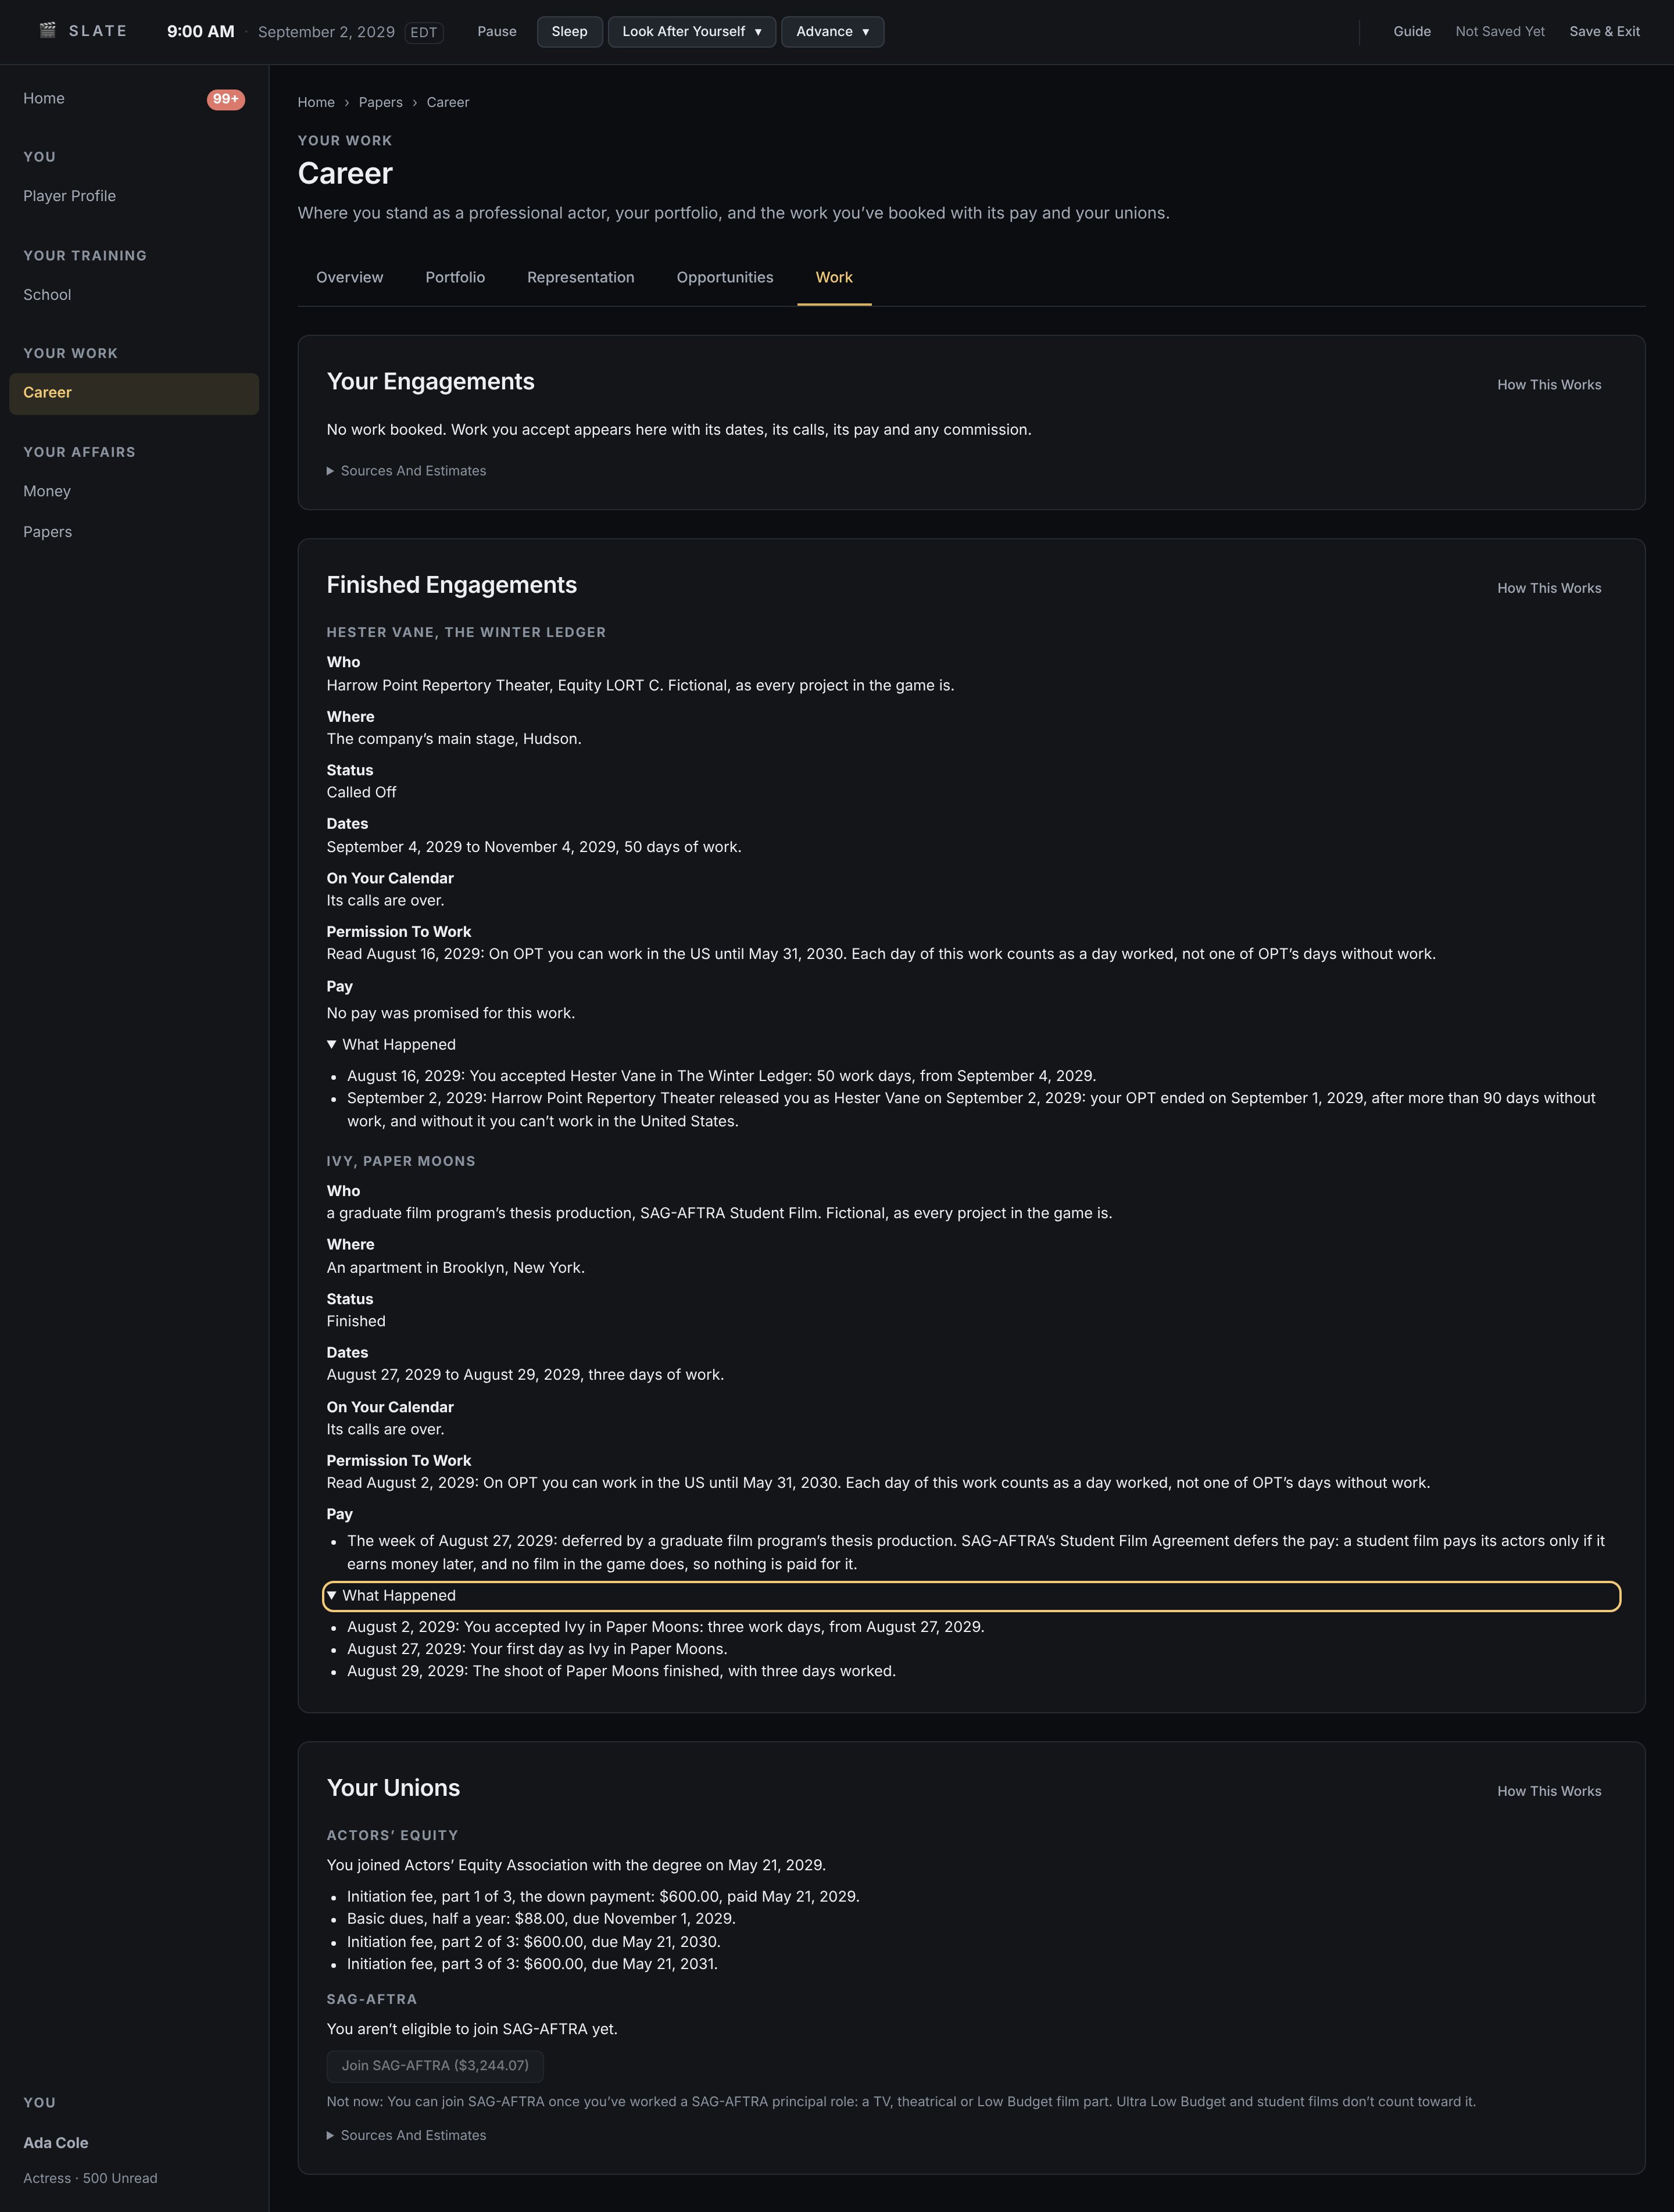 SLATE
9:00 AM · September 2, 2029 EDT
Pause
Sleep
Look After Yourself ▾
Advance ▾
Guide
Not Saved Yet
Save & Exit
Home
99+
YOU
Player Profile
YOUR TRAINING
School
YOUR WORK
Career
YOUR AFFAIRS
Money
Papers
YOU
Ada Cole
Actress · 500 Unread
Home › Papers › Career
YOUR WORK
Career
Where you stand as a professional actor, your portfolio, and the work you’ve booked with its pay and your unions.
Overview
Portfolio
Representation
Opportunities
Work
Your Engagements
How This Works
No work booked. Work you accept appears here with its dates, its calls, its pay and any commission.
▶ Sources And Estimates
Finished Engagements
How This Works
HESTER VANE, THE WINTER LEDGER
Who
Harrow Point Repertory Theater, Equity LORT C. Fictional, as every project in the game is.
Where
The company’s main stage, Hudson.
Status
Called Off
Dates
September 4, 2029 to November 4, 2029, 50 days of work.
On Your Calendar
Its calls are over.
Permission To Work
Read August 16, 2029: On OPT you can work in the US until May 31, 2030. Each day of this work counts as a day worked, not one of OPT’s days without work.
Pay
No pay was promised for this work.
▼ What Happened
• August 16, 2029: You accepted Hester Vane in The Winter Ledger: 50 work days, from September 4, 2029.
• September 2, 2029: Harrow Point Repertory Theater released you as Hester Vane on September 2, 2029: your OPT ended on September 1, 2029, after more than 90 days without
work, and without it you can’t work in the United States.
IVY, PAPER MOONS
Who
a graduate film program’s thesis production, SAG-AFTRA Student Film. Fictional, as every project in the game is.
Where
An apartment in Brooklyn, New York.
Status
Finished
Dates
August 27, 2029 to August 29, 2029, three days of work.
On Your Calendar
Its calls are over.
Permission To Work
Read August 2, 2029: On OPT you can work in the US until May 31, 2030. Each day of this work counts as a day worked, not one of OPT’s days without work.
Pay
• The week of August 27, 2029: deferred by a graduate film program’s thesis production. SAG-AFTRA’s Student Film Agreement defers the pay: a student film pays its actors only if it
earns money later, and no film in the game does, so nothing is paid for it.
▼ What Happened
• August 2, 2029: You accepted Ivy in Paper Moons: three work days, from August 27, 2029.
• August 27, 2029: Your first day as Ivy in Paper Moons.
• August 29, 2029: The shoot of Paper Moons finished, with three days worked.
Your Unions
How This Works
ACTORS’ EQUITY
You joined Actors’ Equity Association with the degree on May 21, 2029.
• Initiation fee, part 1 of 3, the down payment: $600.00, paid May 21, 2029.
• Basic dues, half a year: $88.00, due November 1, 2029.
• Initiation fee, part 2 of 3: $600.00, due May 21, 2030.
• Initiation fee, part 3 of 3: $600.00, due May 21, 2031.
SAG-AFTRA
You aren’t eligible to join SAG-AFTRA yet.
Join SAG-AFTRA ($3,244.07)
Not now: You can join SAG-AFTRA once you’ve worked a SAG-AFTRA principal role: a TV, theatrical or Low Budget film part. Ultra Low Budget and student films don’t count toward it.
▶ Sources And Estimates